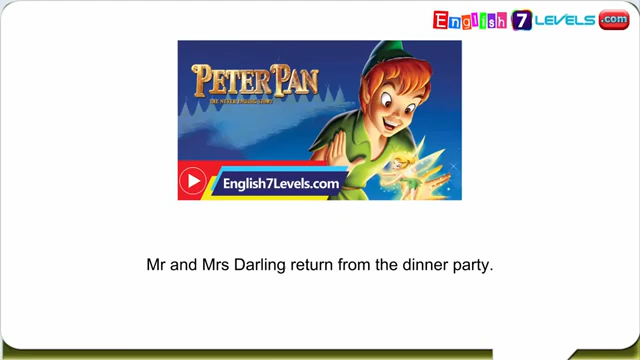 English 7 LEVELS .com
PETER PAN
English7Levels.com
Mr and Mrs Darling return from the dinner party.